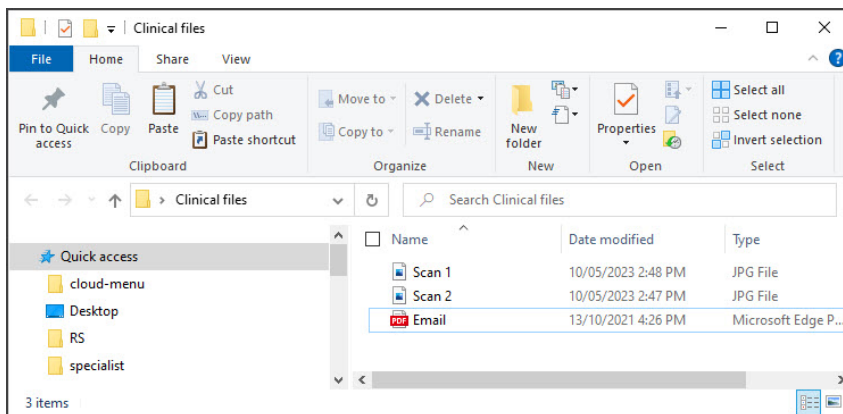 Clinical files
File Home Share View
Pin to Quick access
Copy
Paste
Cut
Copy path
Paste shortcut
Clipboard
Move to
Copy to
Delete
Rename
Organize
New folder
New
Properties
Open
Select all
Select none
Invert selection
Select
Clinical files
Search Clinical files
Quick access
cloud-menu
Desktop
RS
specialist
Name Date modified Type
Scan 1 10/05/2023 2:48 PM JPG File
Scan 2 10/05/2023 2:47 PM JPG File
PDF Email 13/10/2021 4:26 PM Microsoft Edge P...
3 items